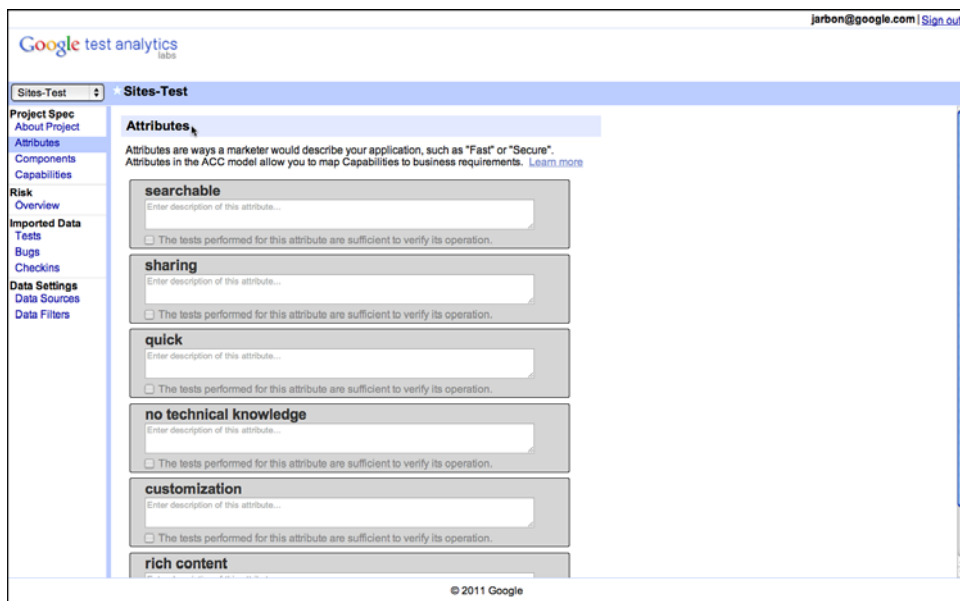 jarbon@google.com | Sign out
Google test analytics
labs
Sites-Test
Sites-Test
Project Spec
About Project
Attributes
Components
Capabilities
Risk
Overview
Imported Data
Tests
Bugs
Checkins
Data Settings
Data Sources
Data Filters
Attributes
Attributes are ways a marketer would describe your application, such as "Fast" or "Secure".
Attributes in the ACC model allow you to map Capabilities to business requirements. Learn more
searchable
Enter description of this attribute...
The tests performed for this attribute are sufficient to verify its operation.
sharing
Enter description of this attribute...
The tests performed for this attribute are sufficient to verify its operation.
quick
Enter description of this attribute...
The tests performed for this attribute are sufficient to verify its operation.
no technical knowledge
Enter description of this attribute...
The tests performed for this attribute are sufficient to verify its operation.
customization
Enter description of this attribute...
The tests performed for this attribute are sufficient to verify its operation.
rich content
© 2011 Google